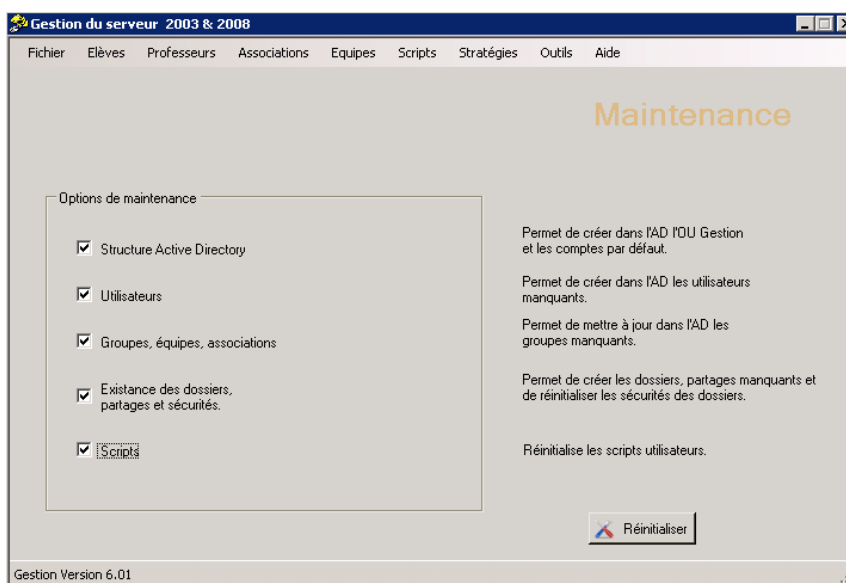 Gestion du serveur 2003 & 2008
Fichier Elèves Professeurs Associations Equipes Scripts Stratégies Outils Aide
Maintenance
Options de maintenance
Structure Active Directory
Permet de créer dans l'AD l'OU Gestion
et les comptes par défaut.
Utilisateurs
Permet de créer dans l'AD les utilisateurs
manquants.
Groupes, équipes, associations
Permet de mettre à jour dans l'AD les
groupes manquants.
Existance des dossiers,
partages et sécurités.
Permet de créer les dossiers, partages manquants et
de réinitialiser les sécurités des dossiers.
Scripts
Réinitialise les scripts utilisateurs.
Réinitialiser
Gestion Version 6.01